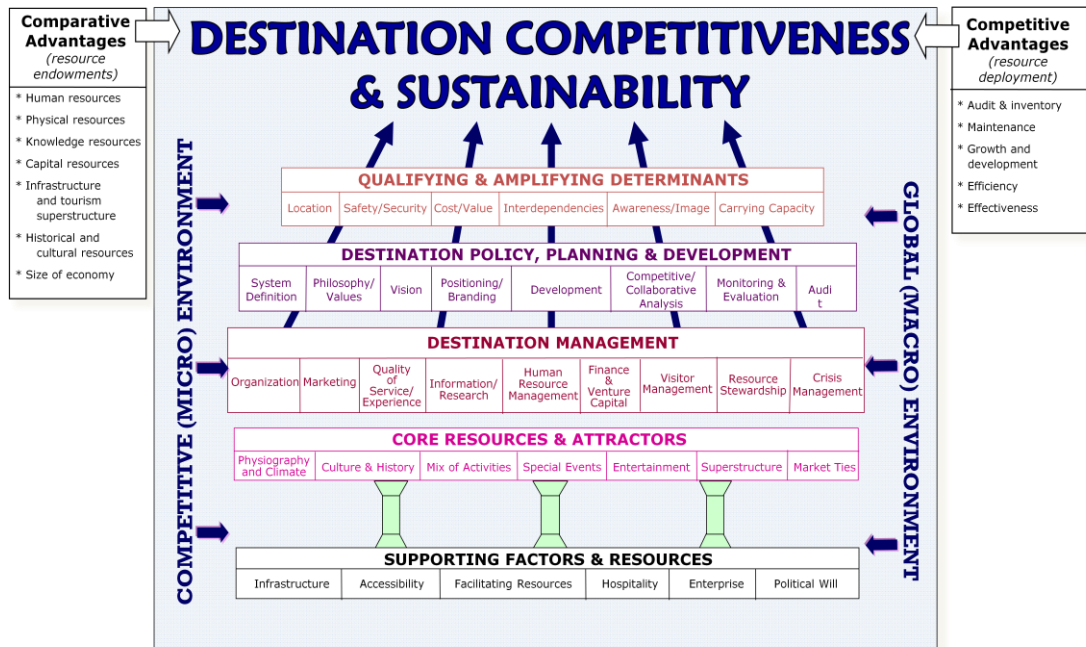 Comparative
Advantages
(resource
endowments)
* Human resources
* Physical resources
* Knowledge resources
* Capital resources
* Infrastructure
and tourism
superstructure
* Historical and
cultural resources
* Size of economy
DESTINATION COMPETITIVENESS
& SUSTAINABILITY
Competitive
Advantages
(resource
deployment)
* Audit & inventory
* Maintenance
* Growth and
development
* Efficiency
* Effectiveness
COMPETITIVE (MICRO) ENVIRONMENT
GLOBAL (MACRO) ENVIRONMENT
QUALIFYING & AMPLIFYING DETERMINANTS
Location
Safety/Security
Cost/Value
Interdependencies
Awareness/Image
Carrying Capacity
DESTINATION POLICY, PLANNING & DEVELOPMENT
System
Definition
Philosophy/
Values
Vision
Positioning/
Branding
Development
Competitive/
Collaborative
Analysis
Monitoring &
Evaluation
Audi
t
DESTINATION MANAGEMENT
Organization
Marketing
Quality
of
Service/
Experience
Information/
Research
Human
Resource
Management
Finance
&
Venture
Capital
Visitor
Management
Resource
Stewardship
Crisis
Management
CORE RESOURCES & ATTRACTORS
Physiography
and Climate
Culture & History
Mix of Activities
Special Events
Entertainment
Superstructure
Market Ties
SUPPORTING FACTORS & RESOURCES
Infrastructure
Accessibility
Facilitating Resources
Hospitality
Enterprise
Political Will